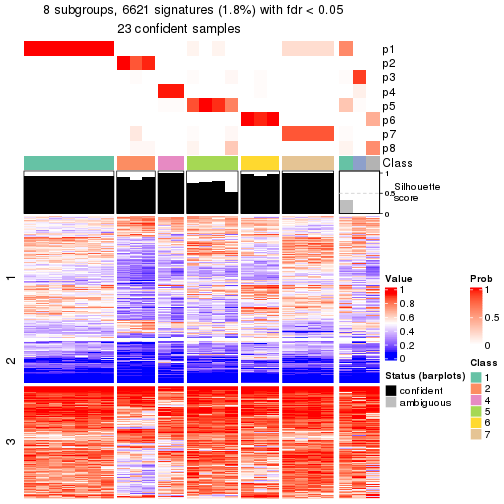 8 subgroups, 6621 signatures (1.8%) with fdr < 0.05
23 confident samples
p1
p2
p3
p4
p5
p6
p7
p8
Class
1
0.5
0
Silhouette
score
1
2
3
Value
1
0.8
0.6
0.4
0.2
0
Status (barplots)
confident
ambiguous
Prob
1
0.5
0
Class
1
2
4
5
6
7